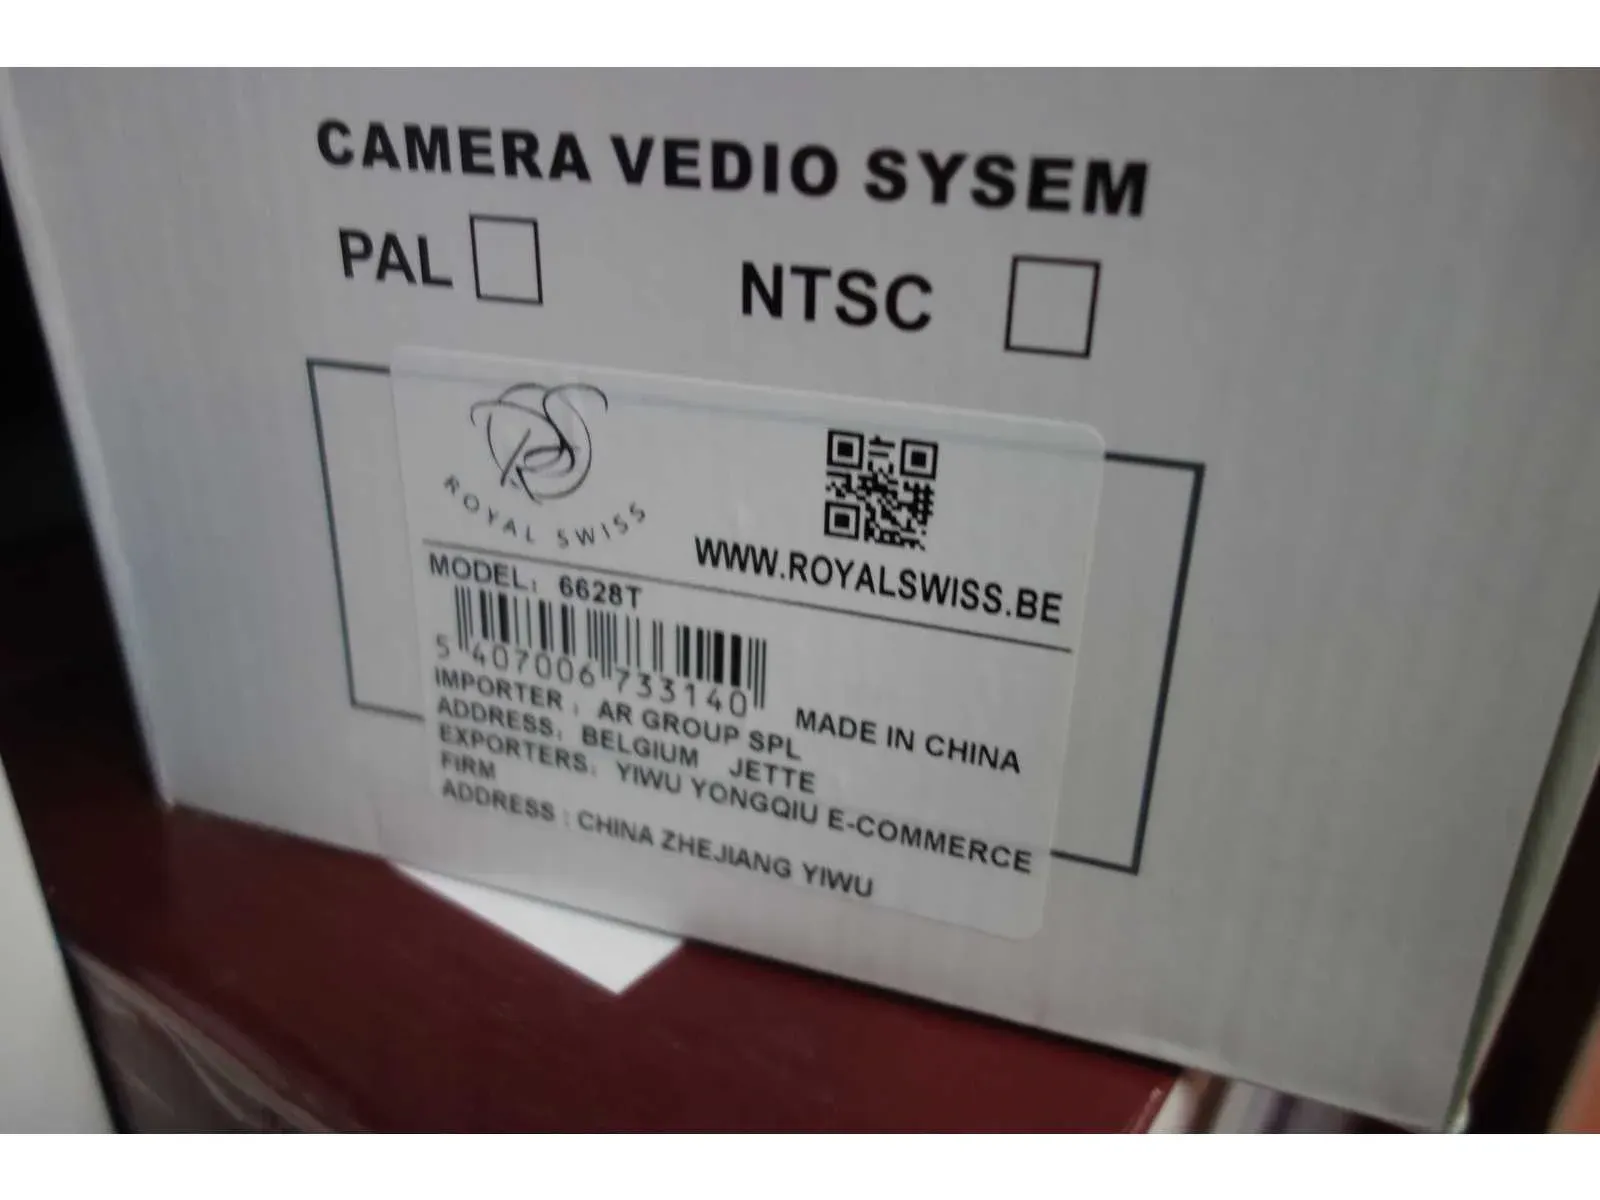 CAMERA VEDIO SYSEM
PAL NTSC
ROYAL SWISS
WWW.ROYALSWISS.BE
MODEL: 6628T
5 407006 733140
MADE IN CHINA
IMPORTER : AR GROUP SPL
ADDRESS: BELGIUM JETTE
EXPORTERS: YIWU YONGQIU E-COMMERCE
FIRM
ADDRESS : CHINA ZHEJIANG YIWU